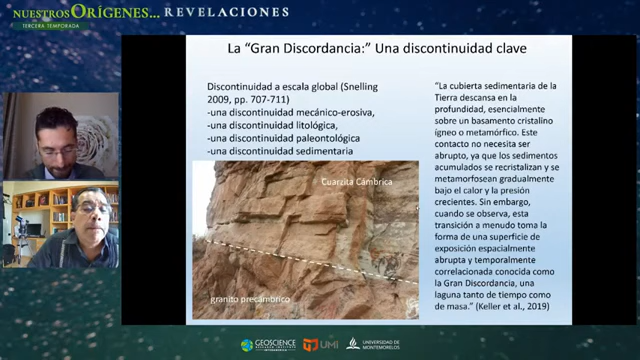 NUESTROS ORÍGENES... REVELACIONES
TERCERA TEMPORADA
La “Gran Discordancia:” Una discontinuidad clave
Discontinuidad a escala global (Snelling
2009, pp. 707-711)
-una discontinuidad mecánico-erosiva,
-una discontinuidad litológica,
-una discontinuidad paleontológica
-una discontinuidad sedimentaria
Cuarzita Cámbrica
granito precámbrico
“La cubierta sedimentaria de la
Tierra descansa en la
profundidad, esencialmente
sobre un basamento cristalino
ígneo o metamórfico. Este
contacto no necesita ser
abrupto, ya que los sedimentos
acumulados se recristalizan y se
metamorfosean gradualmente
bajo el calor y la presión
crecientes. Sin embargo,
cuando se observa, esta
transición a menudo toma la
forma de una superficie de
exposición espacialmente
abrupta y temporalmente
correlacionada conocida como
la Gran Discordancia, una
laguna tanto de tiempo como
de masa.” (Keller et al., 2019)
GEOSCIENCE
RESEARCH INSTITUTE
UMI
UNIVERSIDAD DE
MONTEMORELOS